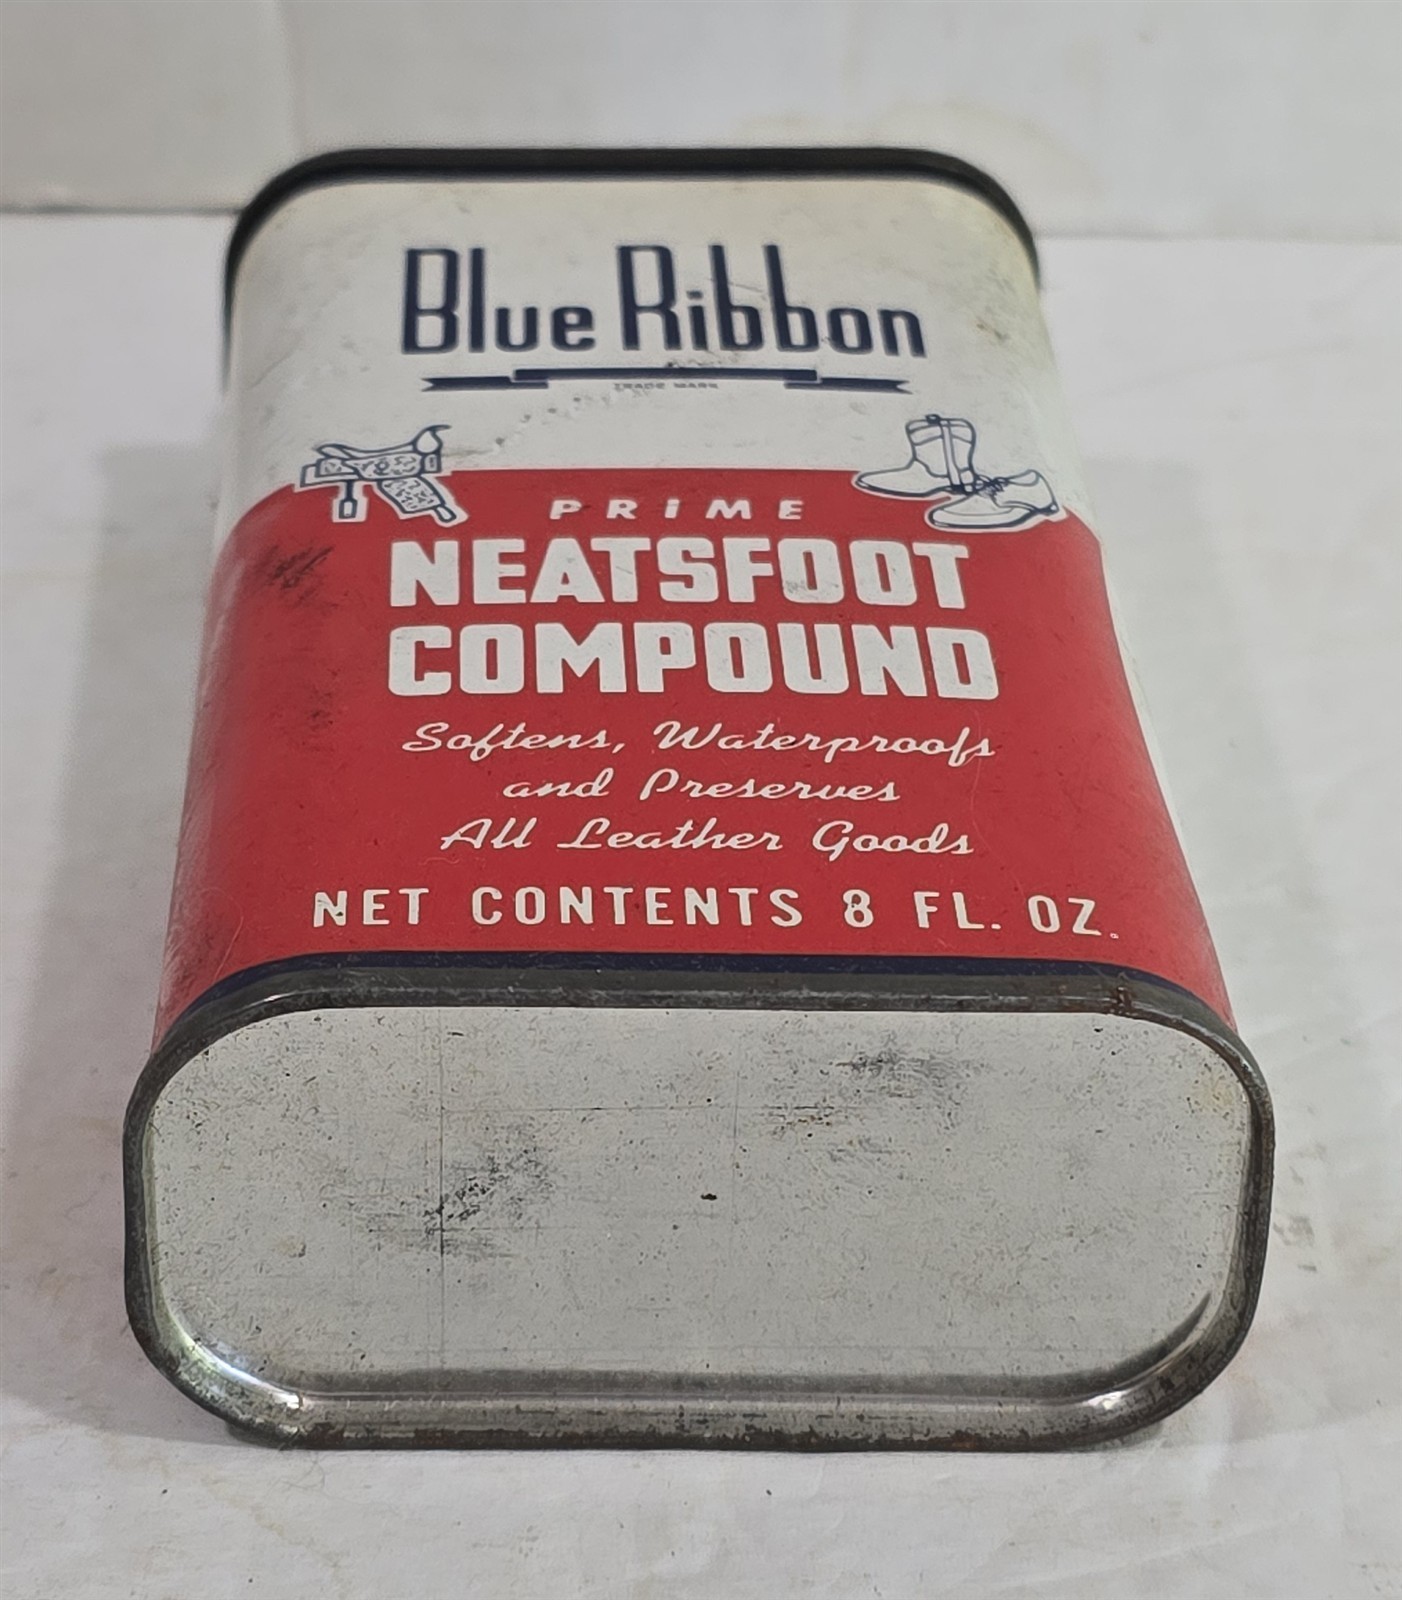 Blue Ribbon
TRADE MARK
PRiME
NEATSFOOT
COMPOUND
Softens, Waterproofs
and Preserves
All Leather Goods
NET CONTENTS 8 FL. OZ.